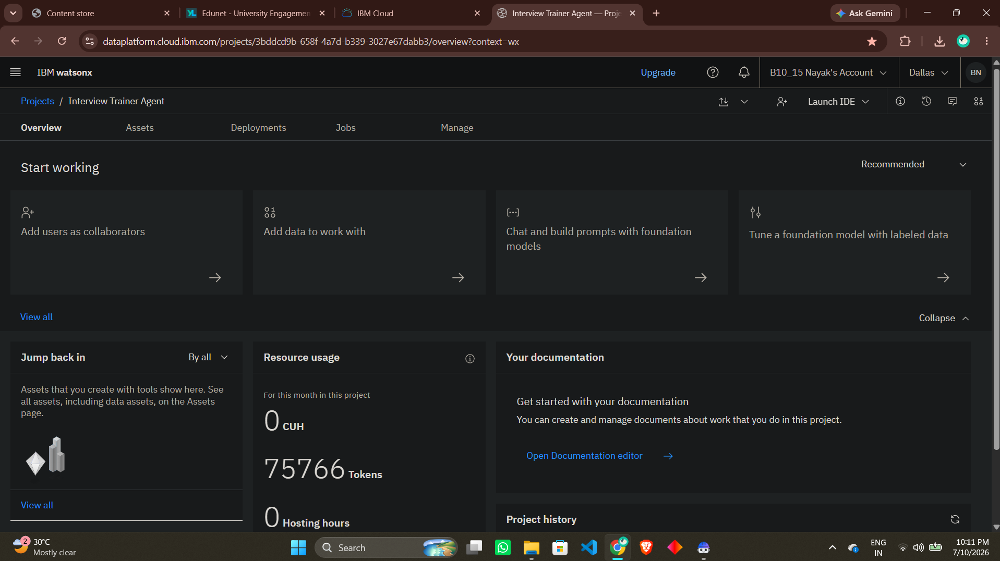 Content store
Edunet - University Engagemen
IBM Cloud
Interview Trainer Agent — Proje
Ask Gemini
dataplatform.cloud.ibm.com/projects/3bddcd9b-658f-4a7d-b339-3027e67dabb3/overview?context=wx
IBM watsonx
Upgrade
B10_15 Nayak's Account
Dallas
BN
Projects / Interview Trainer Agent
Launch IDE
Overview
Assets
Deployments
Jobs
Manage
Start working
Recommended
Add users as collaborators
Add data to work with
Chat and build prompts with foundation
models
Tune a foundation model with labeled data
View all
Collapse
Jump back in
By all
Assets that you create with tools show here. See
all assets, including data assets, on the Assets
page.
View all
Resource usage
For this month in this project
0 CUH
75766 Tokens
0 Hosting hours
Your documentation
Get started with your documentation
You can create and manage documents about work that you do in this project.
Open Documentation editor
Project history
2
30°C
Mostly clear
Search
ENG
IN
10:11 PM
7/10/2026